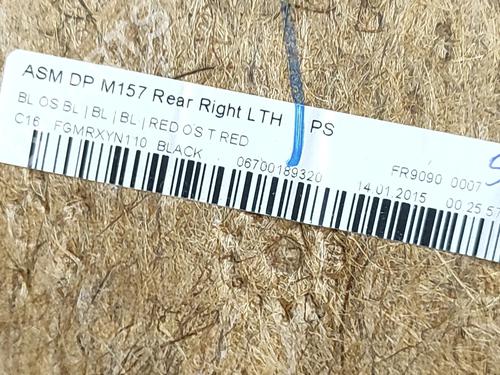 ASM DP M157 Rear Right LTH PS
BL OS BL | BL | BL | RED O'S T RED
C16 FGMRXYN110 BLACK 06700189320 FR9090 0007
14.01.2015 00:25:57